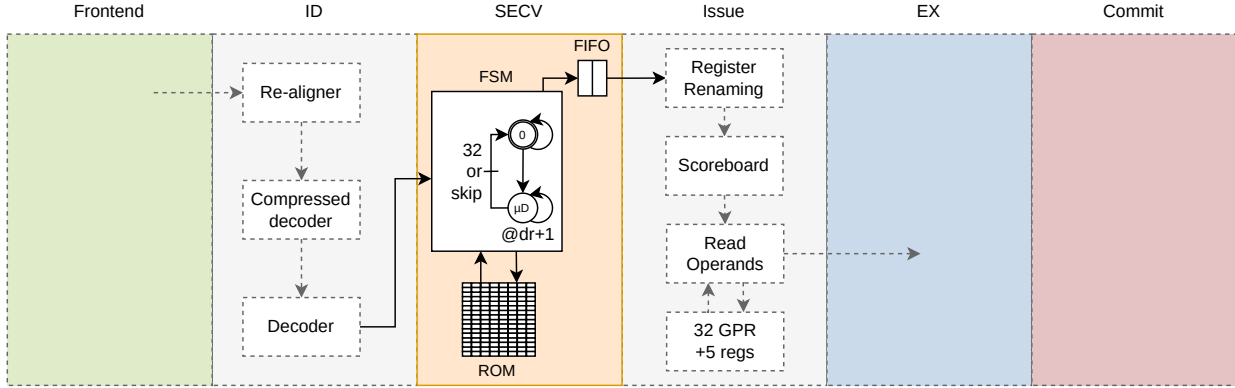 Frontend
ID
SECV
Issue
EX
Commit
Re-aligner
Compressed
decoder
Decoder
FSM
FIFO
0
32
or
skip
µD
@dr+1
ROM
Register
Renaming
Scoreboard
Read
Operands
32 GPR
+5 regs